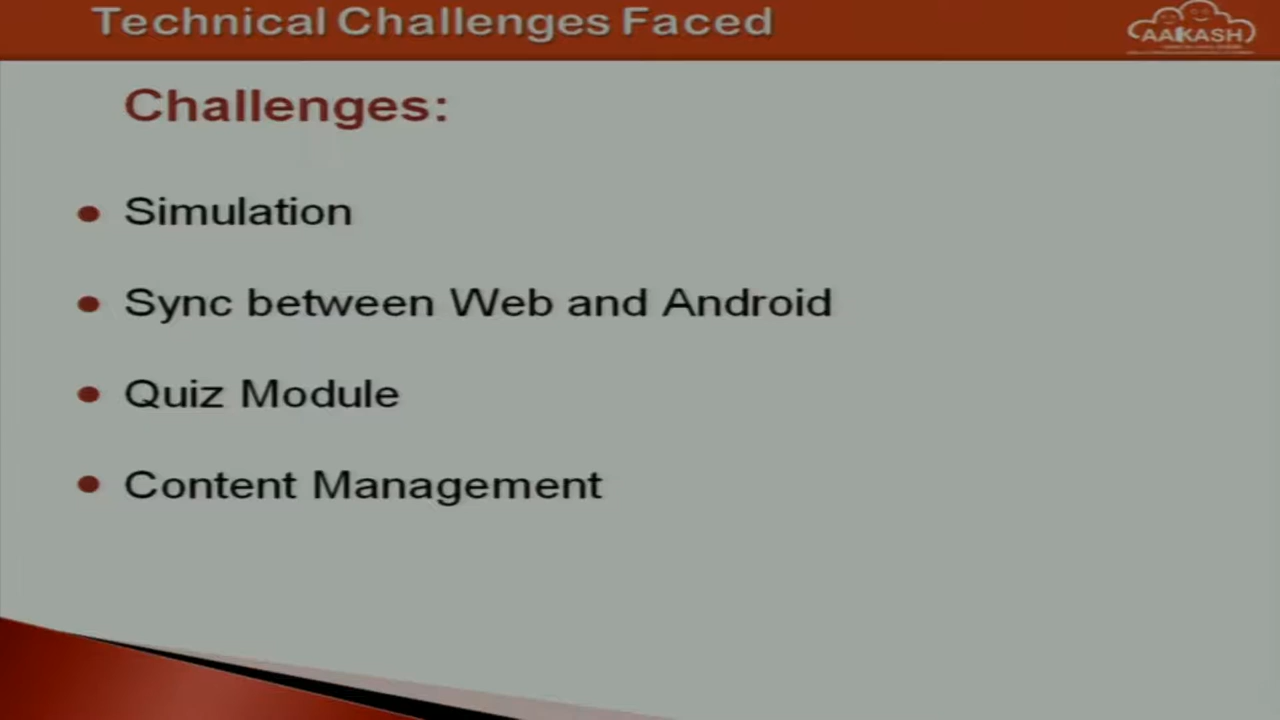 Technical Challenges Faced
AAKASH
Challenges:
Simulation
Sync between Web and Android
Quiz Module
Content Management